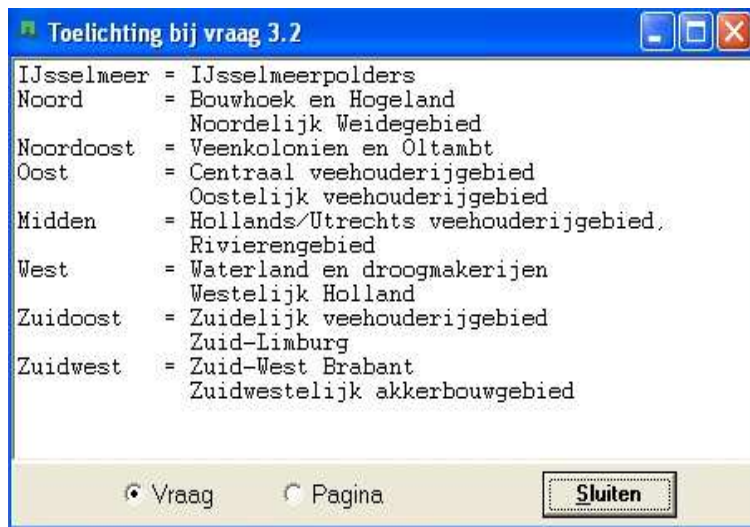 Toelichting bij vraag 3.2
IJsselmeer = IJsselmeerpolders
Noord = Bouwhoek en Hogeland
Noordelijk Weidegebied
Noordoost = Veenkolonien en Oltambt
Oost = Centraal veehouderijgebied
Oostelijk veehouderijgebied
Midden = Hollands/Utrechts veehouderijgebied,
Rivierengebied
West = Waterland en droogmakerijen
Westelijk Holland
Zuidoost = Zuidelijk veehouderijgebied
Zuid-Limburg
Zuidwest = Zuid-West Brabant
Zuidwestelijk akkerbouwgebied
Vraag Pagina Sluiten